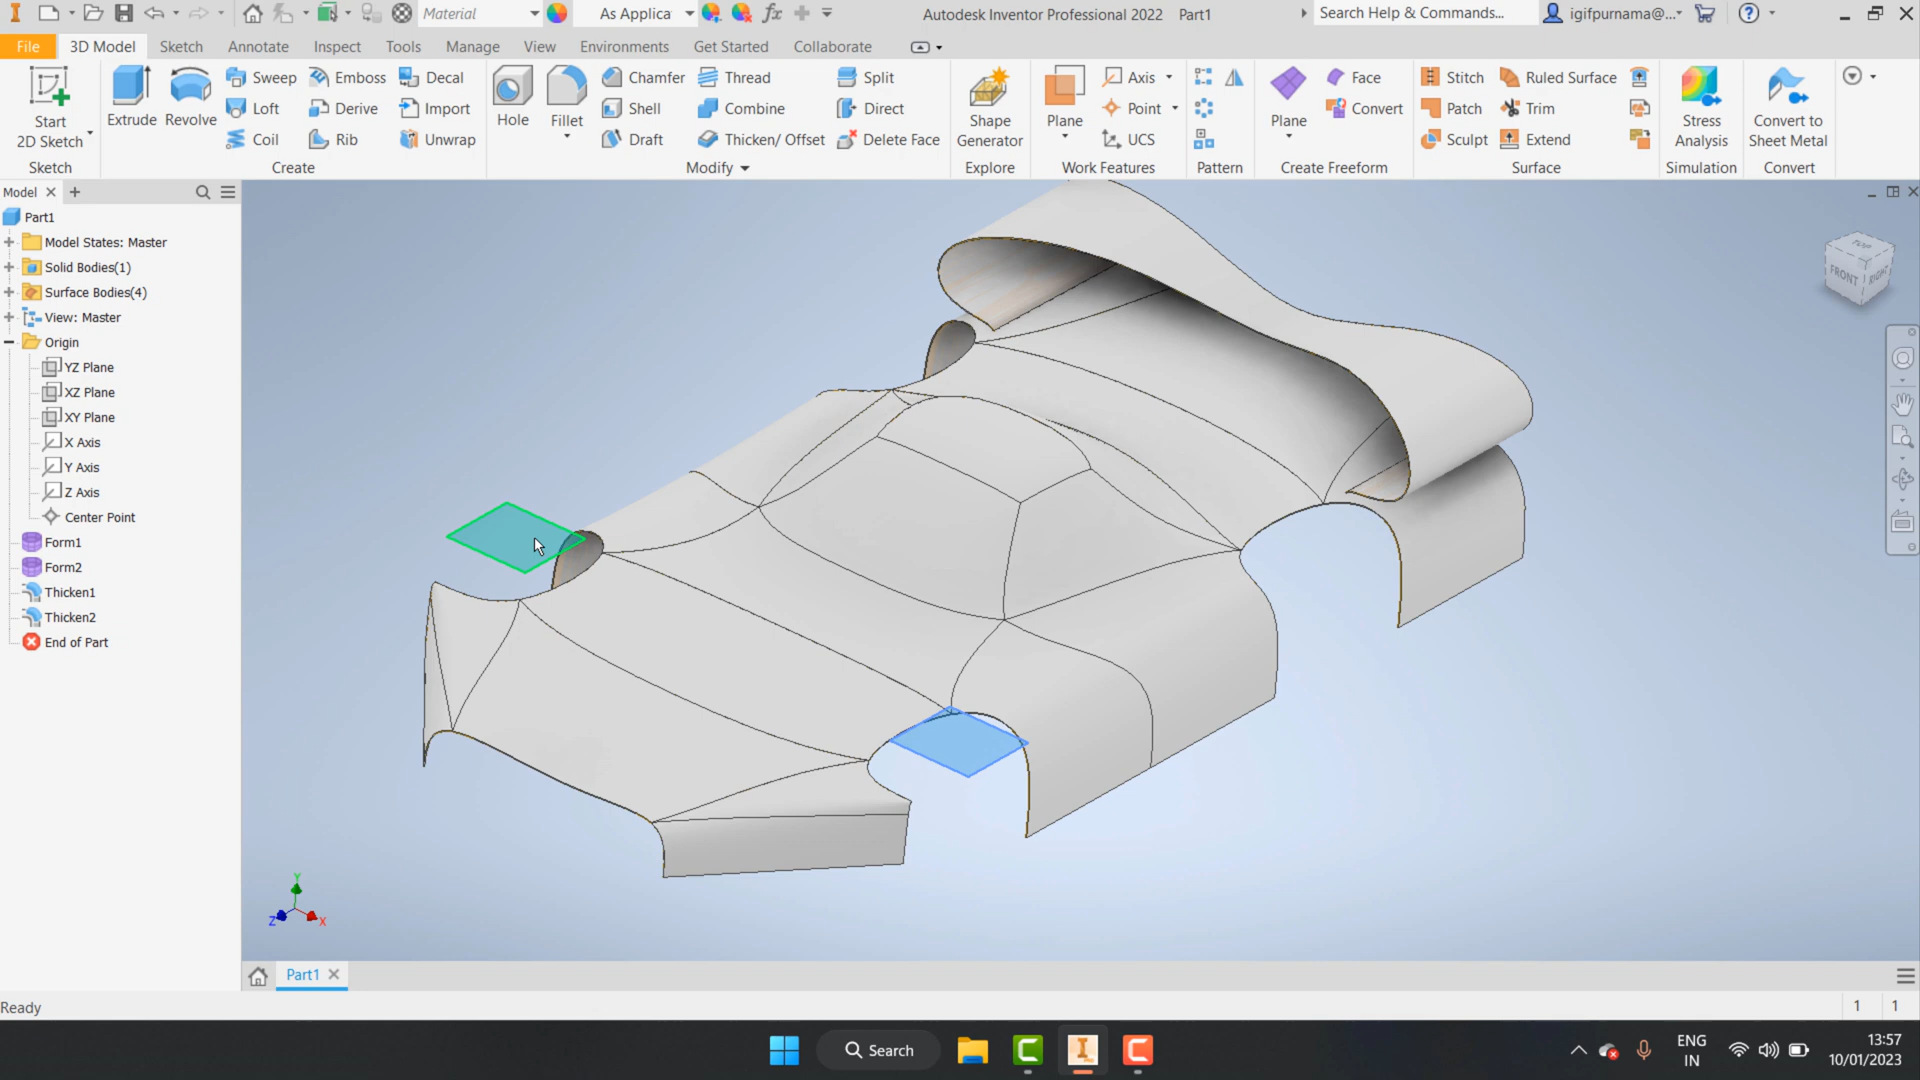 Material
As Applica
Autodesk Inventor Professional 2022 Part1
Search Help & Commands...
igifpurnama@...
File 3D Model Sketch Annotate Inspect Tools Manage View Environments Get Started Collaborate
Start
2D Sketch
Sketch
Extrude
Revolve
Sweep
Loft
Coil
Emboss
Derive
Rib
Decal
Import
Unwrap
Create
Hole
Fillet
Chamfer
Shell
Draft
Thread
Combine
Thicken/ Offset
Split
Direct
Delete Face
Modify
Shape
Generator
Explore
Plane
Axis
Point
UCS
Work Features
Pattern
Plane
Face
Convert
Create Freeform
Stitch
Patch
Sculpt
Ruled Surface
Trim
Extend
Surface
Stress
Analysis
Simulation
Convert to
Sheet Metal
Convert
Model
Part1
Model States: Master
Solid Bodies(1)
Surface Bodies(4)
View: Master
Origin
YZ Plane
XZ Plane
XY Plane
X Axis
Y Axis
Z Axis
Center Point
Form1
Form2
Thicken1
Thicken2
End of Part
TOP
FRONT
RIGHT
Y
Z
X
Part1
Ready
1 1
Search
ENG
IN
13:57
10/01/2023